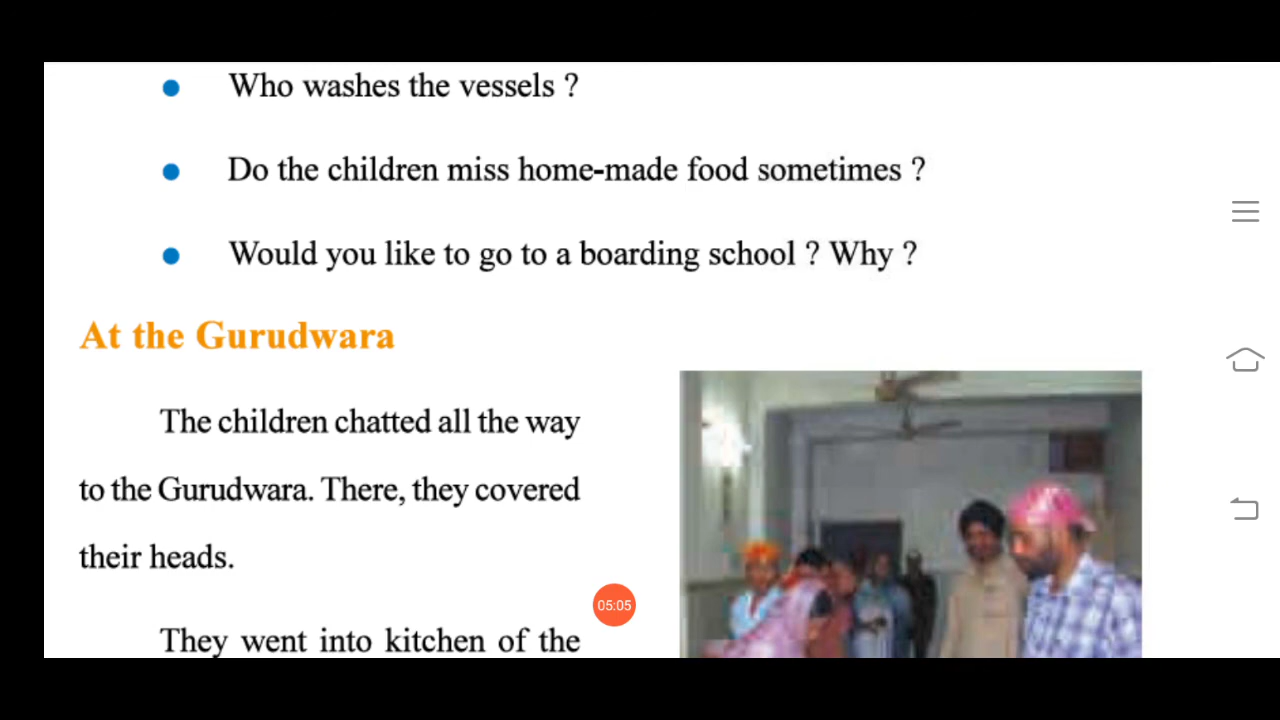 Who washes the vessels ?
Do the children miss home-made food sometimes ?
Would you like to go to a boarding school ? Why ?
At the Gurudwara
The children chatted all the way
to the Gurudwara. There, they covered
their heads.
05:05
They went into kitchen of the